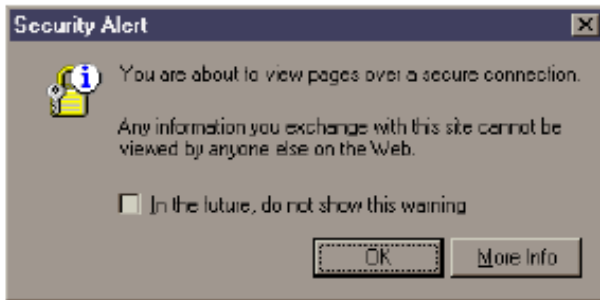 Security Alert
You are about to view pages over a secure connection.
Any information you exchange with this site cannot be
viewed by anyone else on the Web.
In the future, do not show this warning
OK
More Info